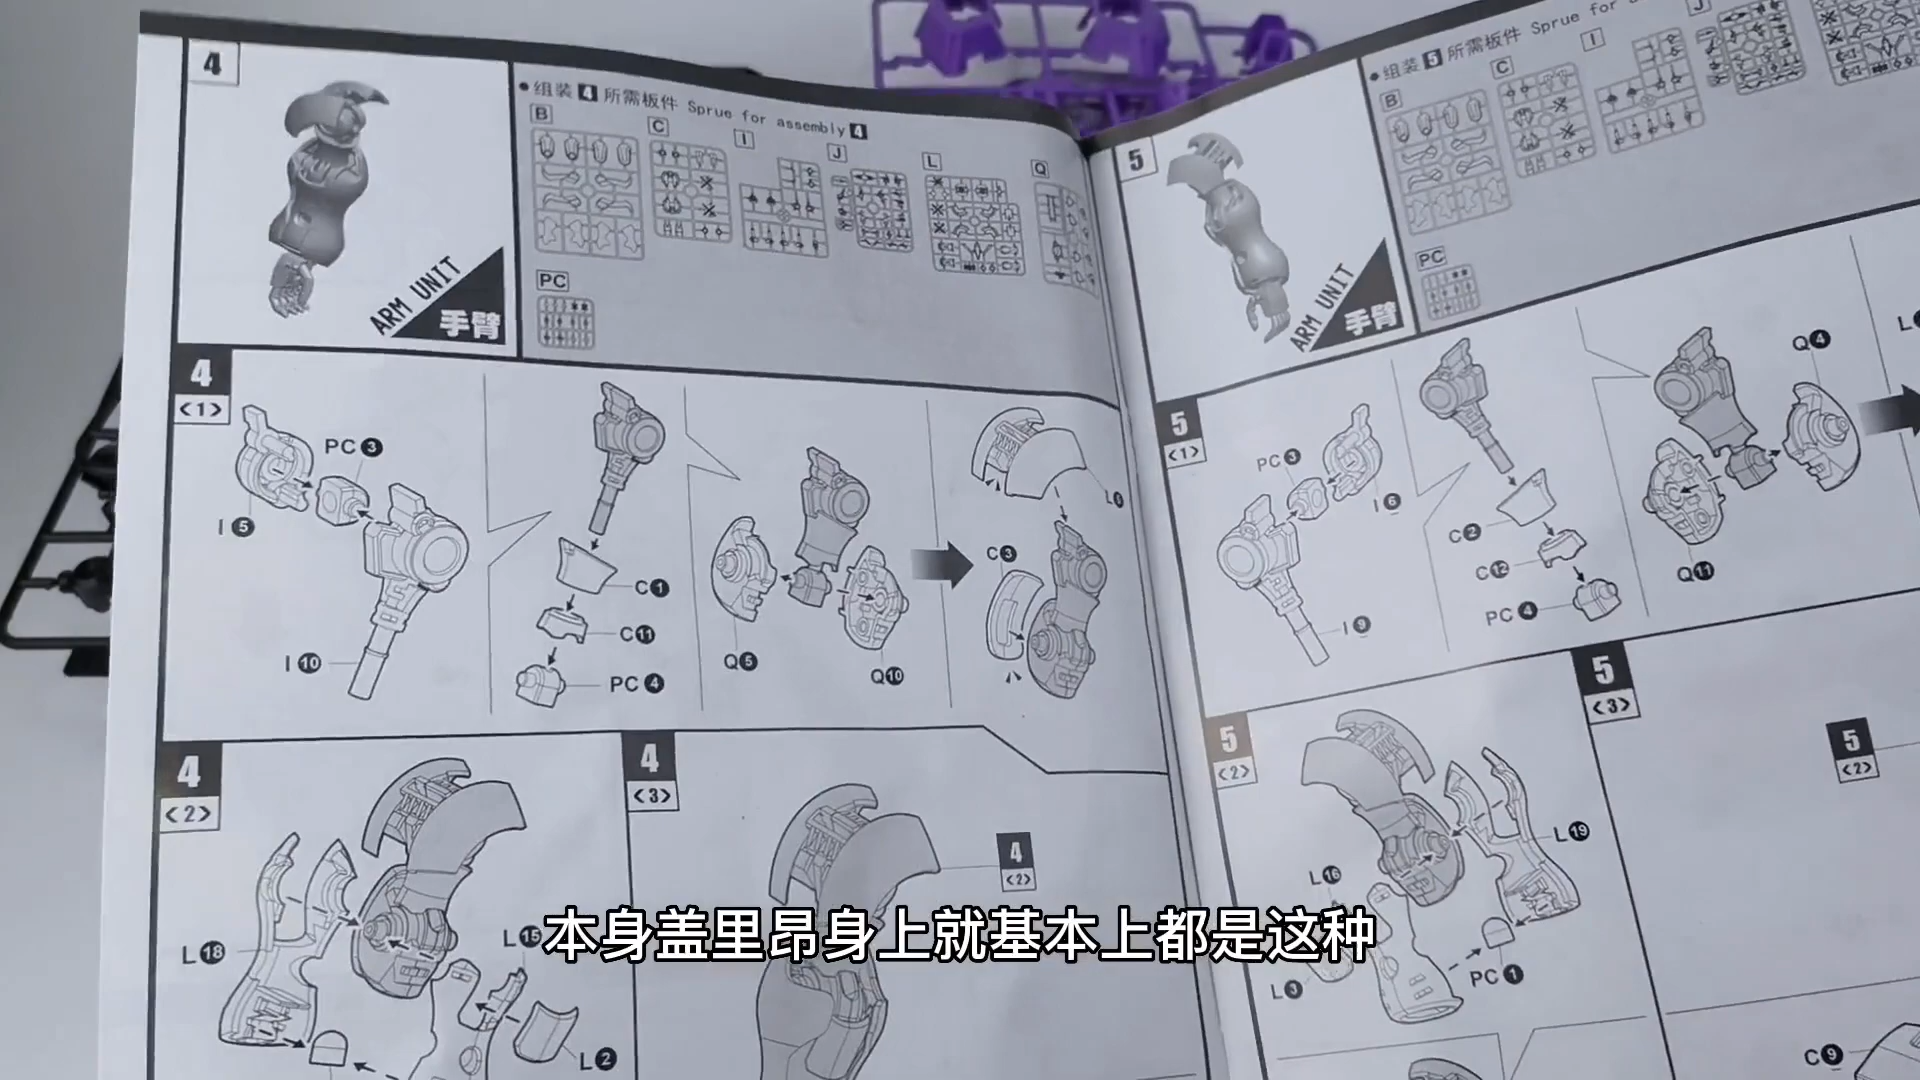 4
ARM UNIT
手臂
●组装4所需板件 Sprue for assembly 4
B
C
I
J
L
Q
PC
4
<1>
PC 3
I 5
I 10
C 1
C 11
PC 4
Q 5
Q 10
C 3
4
<2>
L 18
L 15
L 2
4
<3>
4
<2>
5
ARM UNIT
手臂
●组装5所需板件 Sprue for
B
C
I
J
PC
5
<1>
PC 3
I 6
I 9
C 2
C 12
PC 4
Q 4
Q 11
5
<2>
L 16
L 19
L 3
PC 1
5
<3>
5
<2>
C 9
本身盖里昂身上就基本上都是这种